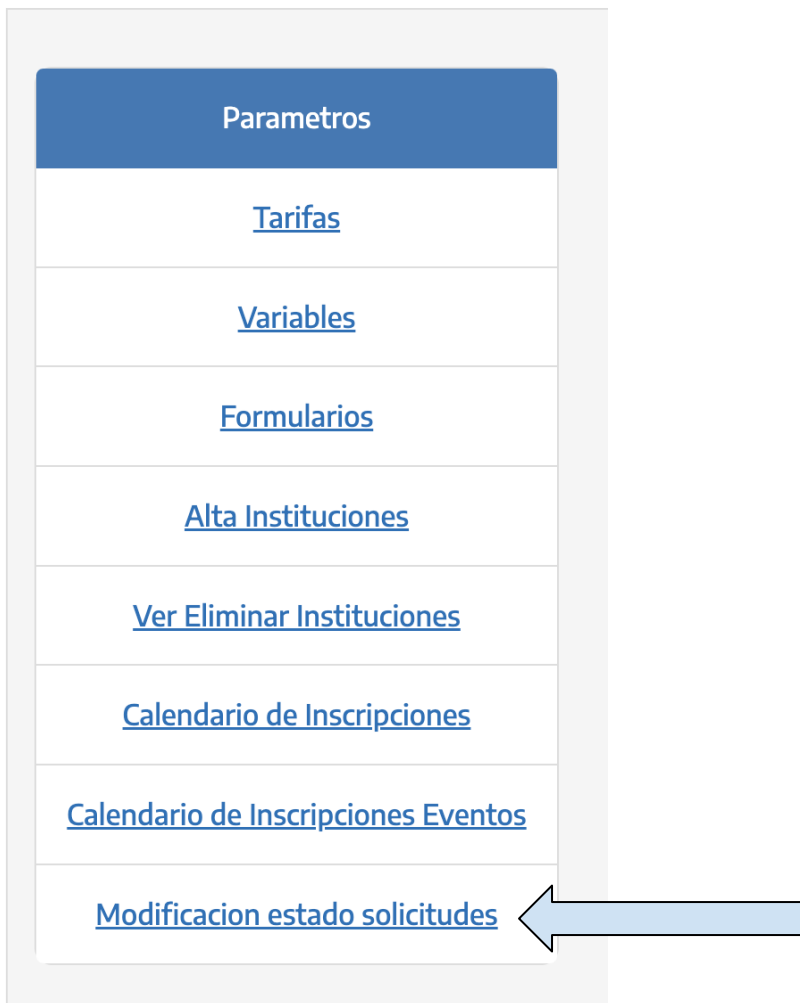 Parametros
Tarifas
Variables
Formularios
Alta Instituciones
Ver Eliminar Instituciones
Calendario de Inscripciones
Calendario de Inscripciones Eventos
Modificacion estado solicitudes